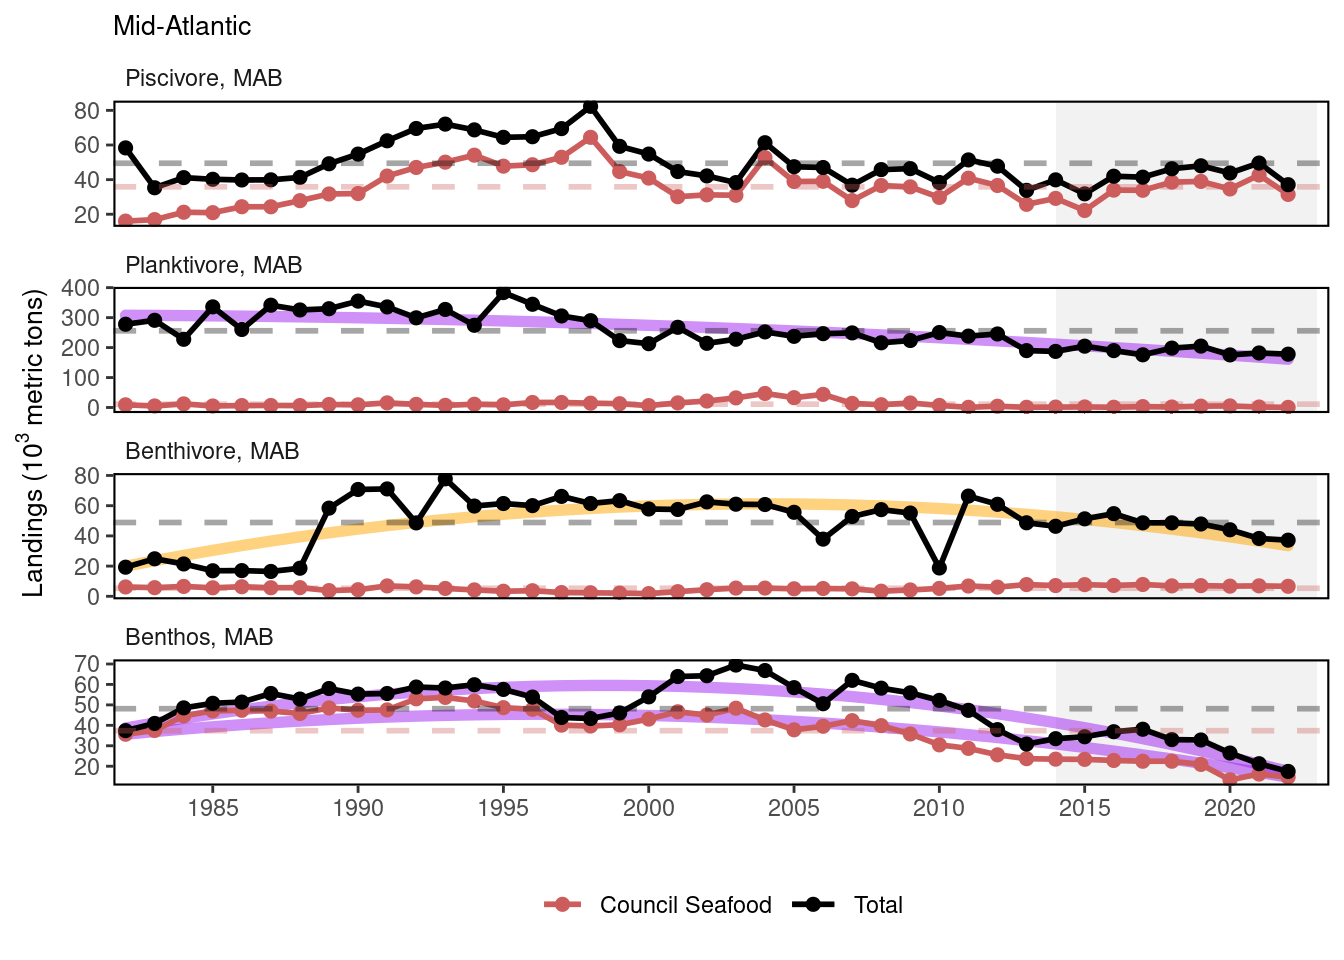 Mid-Atlantic
Piscivore, MAB
80
60
40
20
Planktivore, MAB
400
300
200
100
0
Benthivore, MAB
80
60
40
20
0
Benthos, MAB
70
60
50
40
30
20
Landings (10³ metric tons)
1985 1990 1995 2000 2005 2010 2015 2020
Council Seafood Total